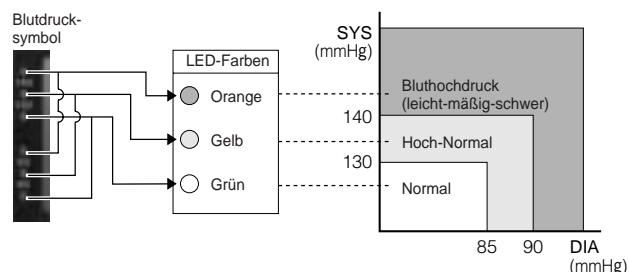 Blutdruck-
symbol
LED-Farben
Orange
Gelb
Grün
SYS
(mmHg)
Bluthochdruck
(leicht-mäßig-schwer)
140
Hoch-Normal
130
Normal
85 90 DIA
(mmHg)